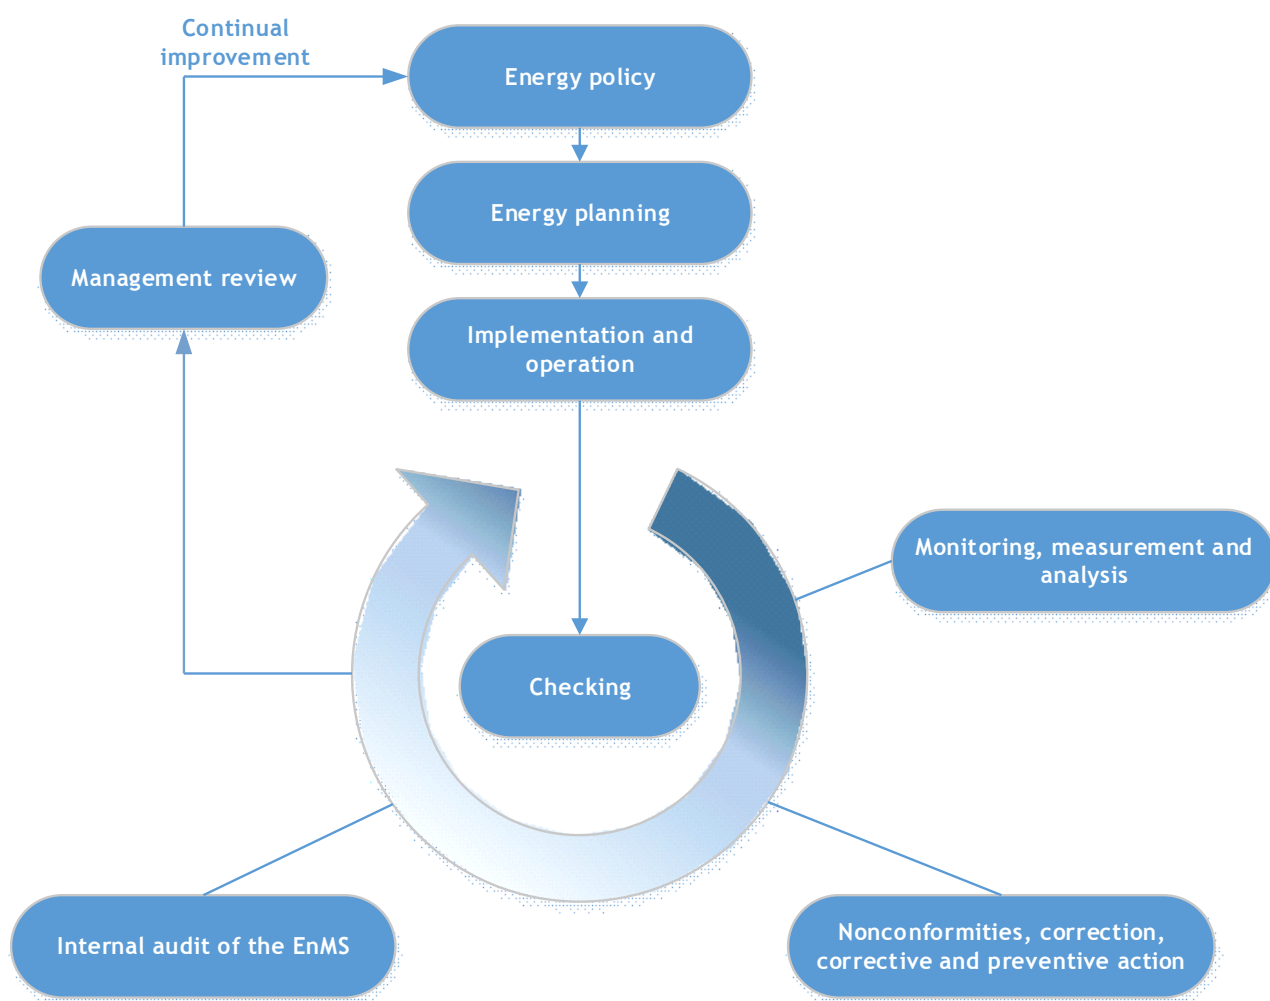 Continual
improvement
Energy policy
Energy planning
Management review
Implementation and
operation
Monitoring, measurement and
analysis
Checking
Internal audit of the EnMS
Nonconformities, correction,
corrective and preventive action